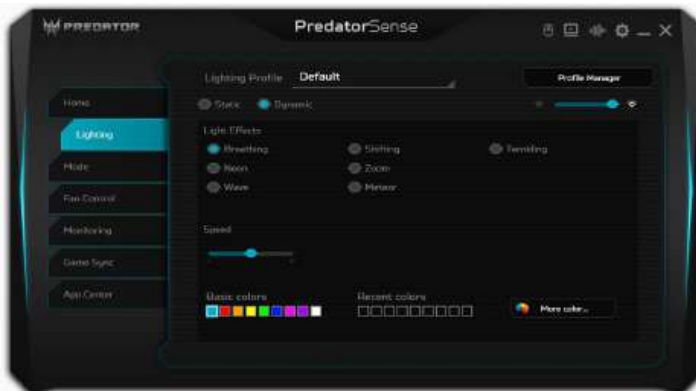 PREDATOR
PredatorSense
Lighting Profile Default
Profile Manager
Static Dynamic
Home
Lighting
Mode
Fan Control
Monitoring
Game Sync
App Center
Light Effects
Breathing Shifting Twinkling
Neon Zoom
Wave Meteor
Speed
Basic colors Recent colors
More color...